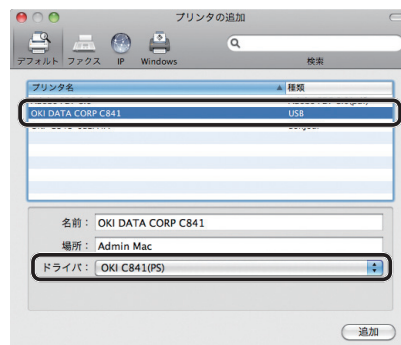 プリンタの追加
デフォルト ファクス IP Windows 検索
プリンタ名 種類
OKI DATA CORP C841 USB
名前： OKI DATA CORP C841
場所： Admin Mac
ドライバ： OKI C841(PS)
追加